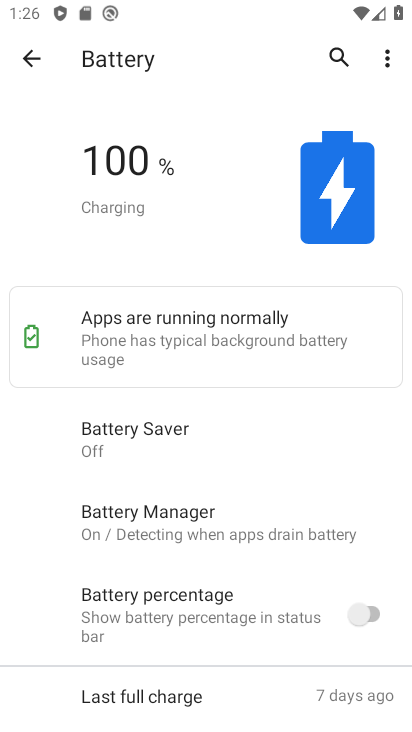 1:26
Battery
100 %
Charging
Apps are running normally
Phone has typical background battery
usage
Battery Saver
Off
Battery Manager
On / Detecting when apps drain battery
Battery percentage
Show battery percentage in status
bar
Last full charge
7 days ago